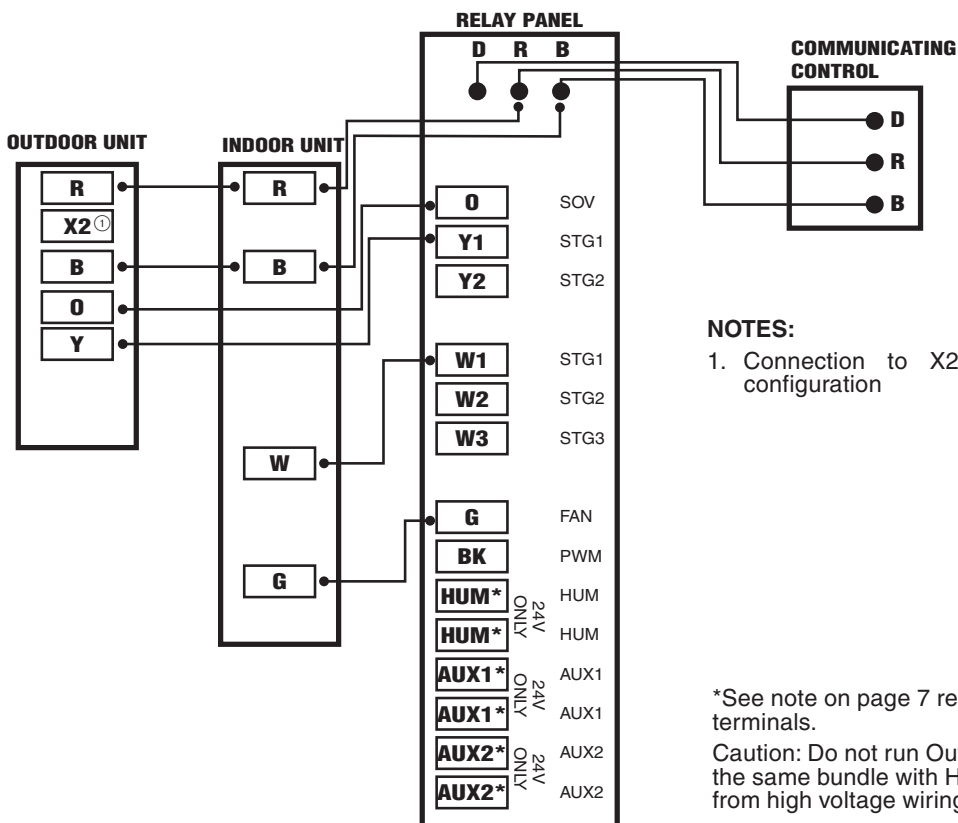 RELAY PANEL
D R B
COMMUNICATING
CONTROL
D
R
B
OUTDOOR UNIT
R
X2①
B
O
Y
INDOOR UNIT
R
B
W
G
O SOV
Y1 STG1
Y2 STG2
W1 STG1
W2 STG2
W3 STG3
G FAN
BK PWM
HUM* HUM
HUM* HUM
24V
ONLY
AUX1* AUX1
AUX1* AUX1
24V
ONLY
AUX2* AUX2
AUX2* AUX2
24V
ONLY
NOTES:
1. Connection to X2
configuration
*See note on page 7 re
terminals.
Caution: Do not run Ou
the same bundle with H
from high voltage wiring